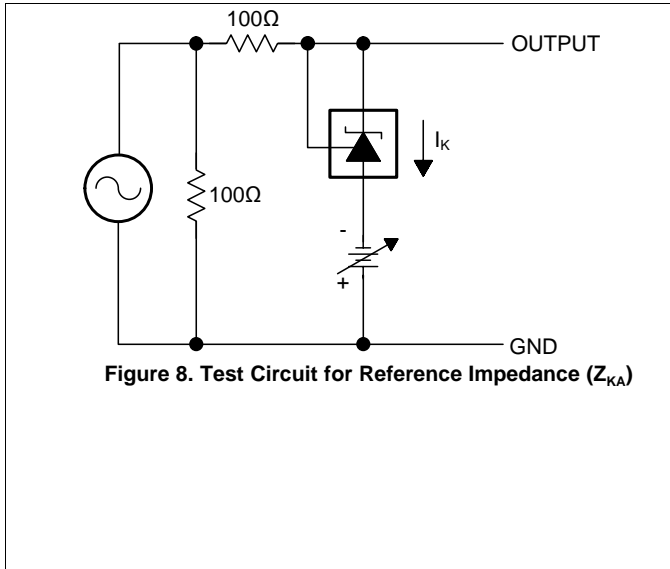 100Ω
OUTPUT
I_K
100Ω
-
+
GND
Figure 8. Test Circuit for Reference Impedance (Z_KA)